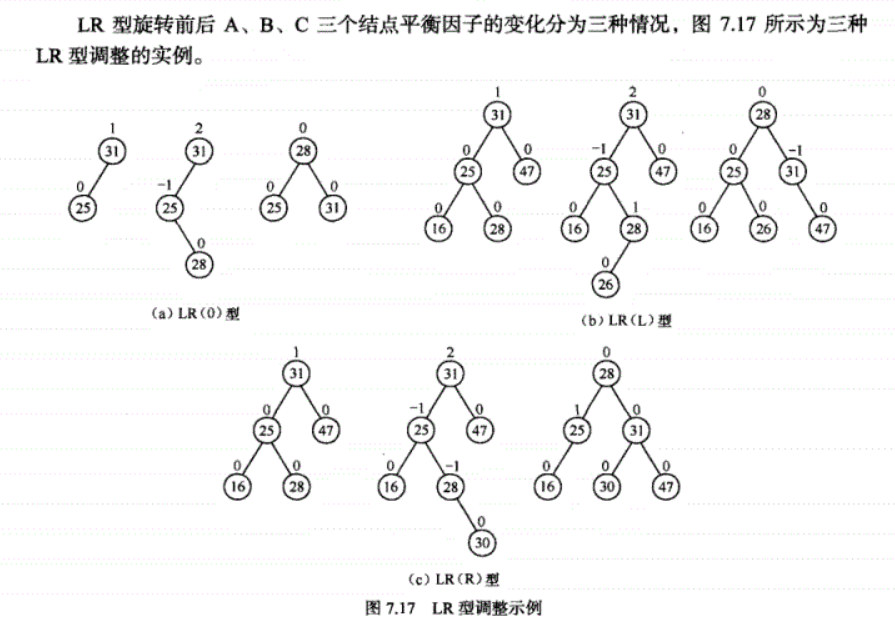 LR 型旋转前后 A、B、C 三个结点平衡因子的变化分为三种情况，图 7.17 所示为三种
LR 型调整的实例。
1 2 0
31 31 28
0 -1 0 0
25 25 25 31
0
28
(a) LR(0) 型
1 2 0
31 31 28
0 0 -1 0 0 -1
25 47 25 47 25 31
0 0 0 1 0 0 0
16 28 16 28 16 26 47
0
26
(b) LR(L) 型
1 2 0
31 31 28
0 0 -1 0 1 0
25 47 25 47 25 31
0 0 0 -1 0 0 0
16 28 16 28 16 30 47
0
30
(c) LR(R) 型
图 7.17 LR 型调整示例